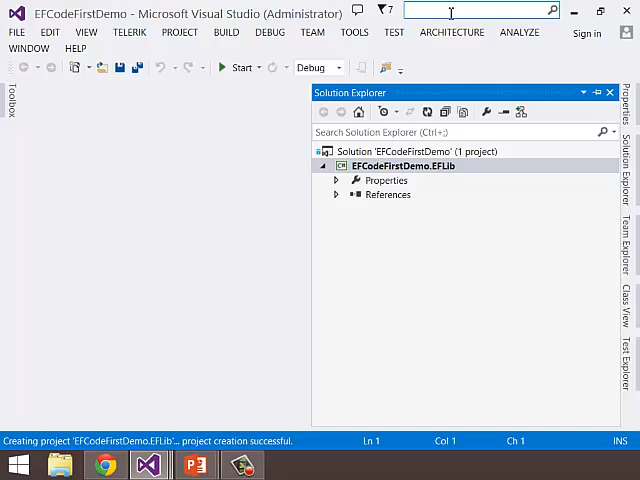 EFCodeFirstDemo - Microsoft Visual Studio (Administrator)
7
FILE EDIT VIEW TELERIK PROJECT BUILD DEBUG TEAM TOOLS TEST ARCHITECTURE ANALYZE
Sign in
WINDOW HELP
Start Debug
Toolbox
Solution Explorer
Search Solution Explorer (Ctrl+;)
Solution 'EFCodeFirstDemo' (1 project)
C# EFCodeFirstDemo.EFLib
Properties
References
Properties
Solution Explorer
Team Explorer
Class View
Test Explorer
Creating project 'EFCodeFirstDemo.EFLib'... project creation successful. Ln 1 Col 1 Ch 1 INS